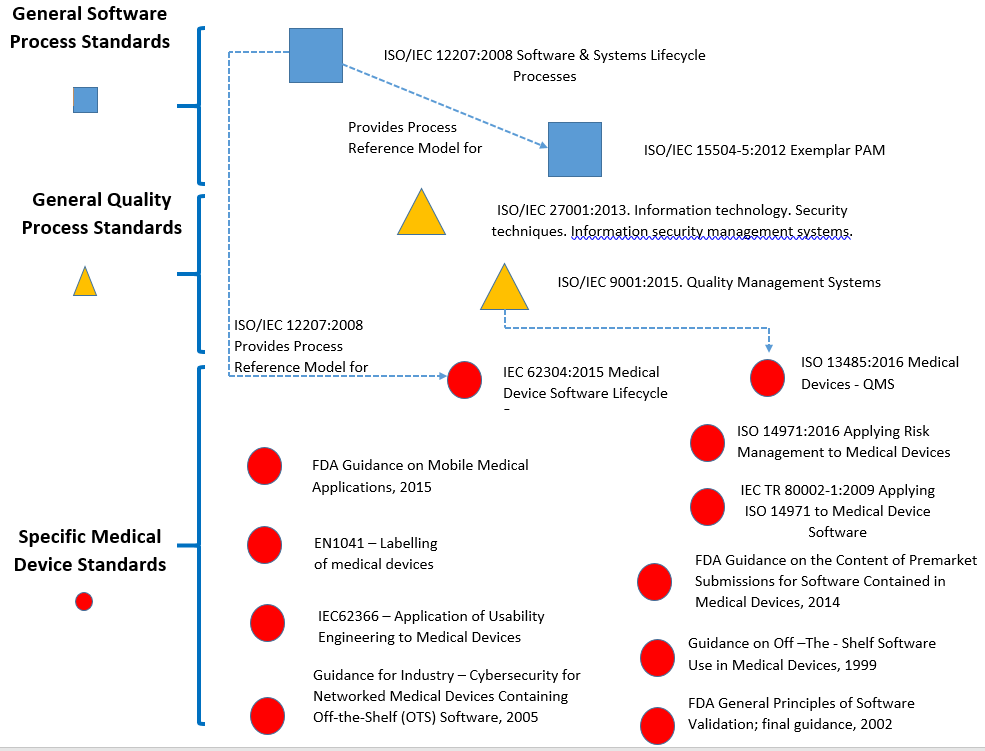 General Software
Process Standards
ISO/IEC 12207:2008 Software & Systems Lifecycle
Processes
Provides Process
Reference Model for
ISO/IEC 15504-5:2012 Exemplar PAM
General Quality
Process Standards
ISO/IEC 27001:2013. Information technology. Security
techniques. Information security management systems.
ISO/IEC 9001:2015. Quality Management Systems
ISO/IEC 12207:2008
Provides Process
Reference Model for
IEC 62304:2015 Medical
Device Software Lifecycle
ISO 13485:2016 Medical
Devices - QMS
Specific Medical
Device Standards
FDA Guidance on Mobile Medical
Applications, 2015
EN1041 – Labelling
of medical devices
IEC62366 – Application of Usability
Engineering to Medical Devices
Guidance for Industry – Cybersecurity for
Networked Medical Devices Containing
Off-the-Shelf (OTS) Software, 2005
ISO 14971:2016 Applying Risk
Management to Medical Devices
IEC TR 80002-1:2009 Applying
ISO 14971 to Medical Device
Software
FDA Guidance on the Content of Premarket
Submissions for Software Contained in
Medical Devices, 2014
Guidance on Off –The - Shelf Software
Use in Medical Devices, 1999
FDA General Principles of Software
Validation; final guidance, 2002